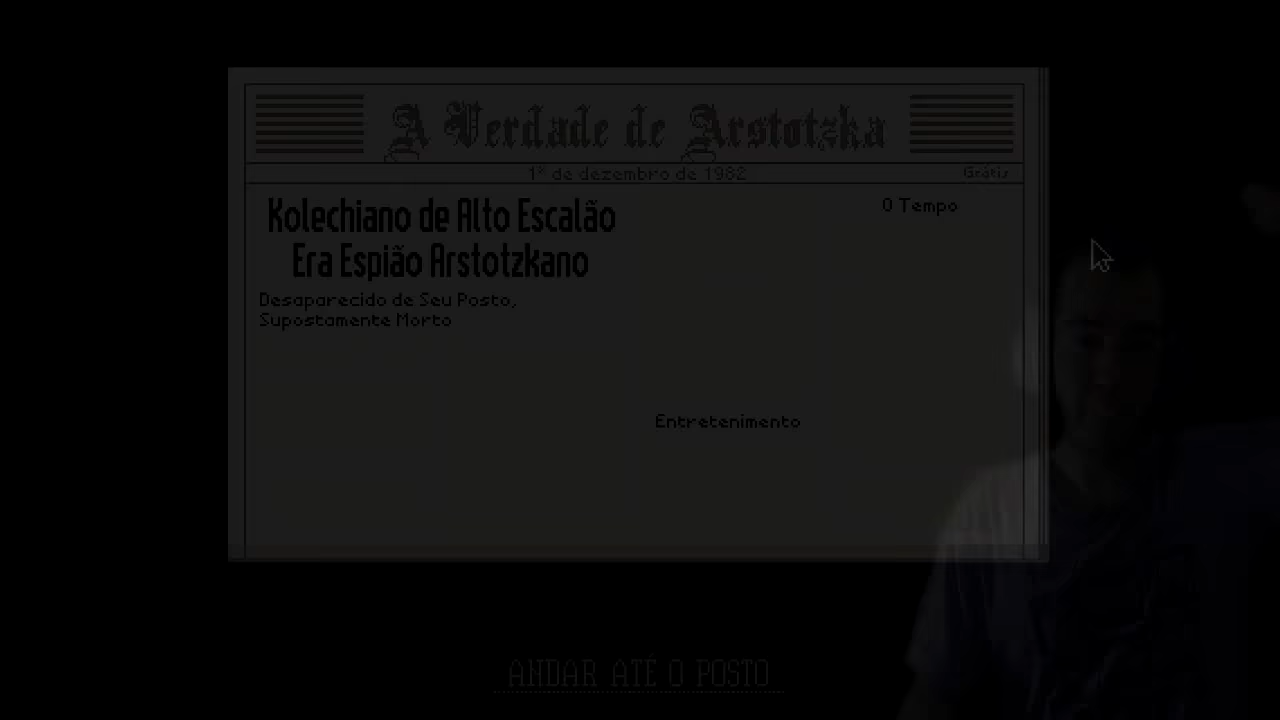 A Verdade de Arstotzka
1º de dezembro de 1982
Grátis
Kolechiano de Alto Escalão
Era Espião Arstotzkano
Desaparecido de Seu Posto,
Supostamente Morto
O Tempo
Entretenimento
ANDAR ATÉ O POSTO